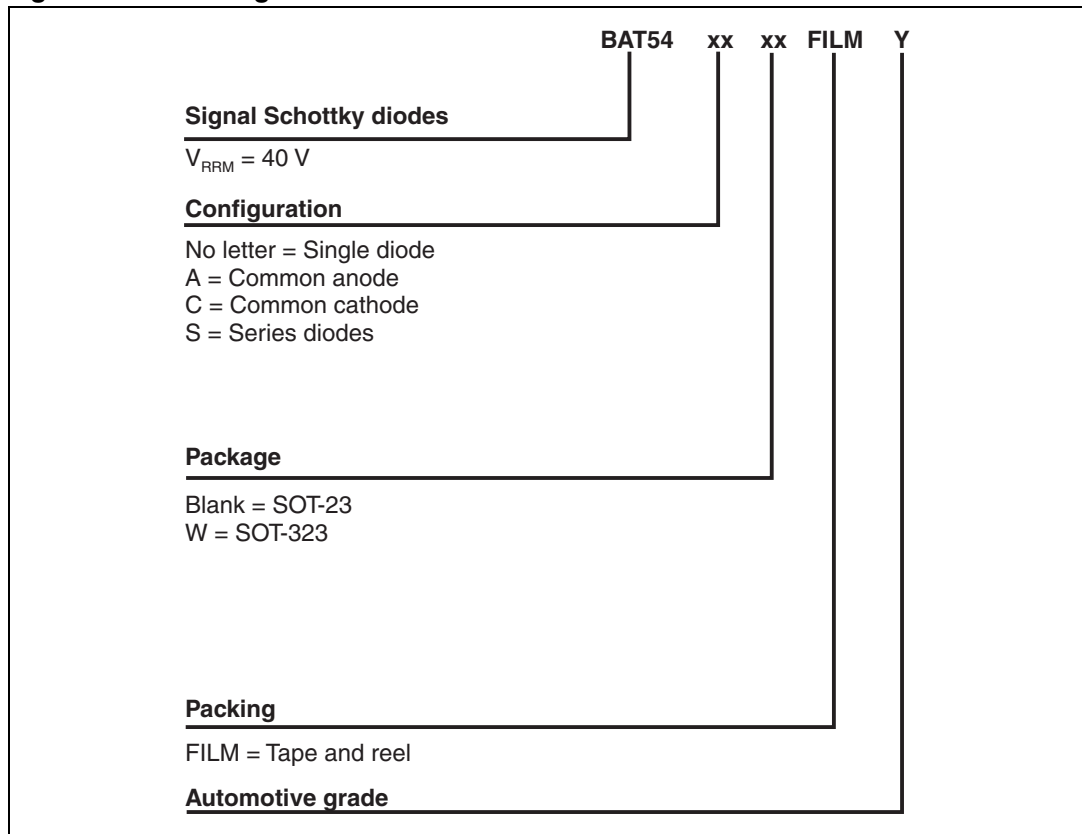 BAT54 xx xx FILM Y
Signal Schottky diodes
VRRM = 40 V
Configuration
No letter = Single diode
A = Common anode
C = Common cathode
S = Series diodes
Package
Blank = SOT-23
W = SOT-323
Packing
FILM = Tape and reel
Automotive grade